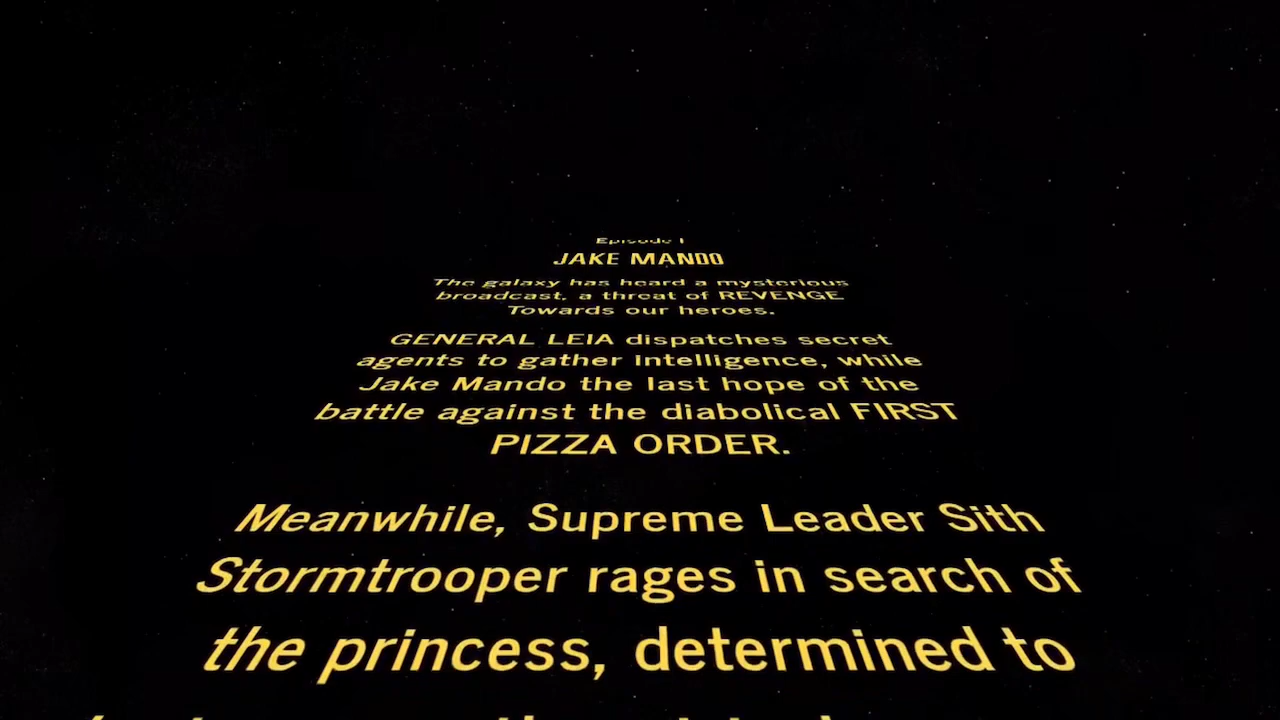 Episode I
JAKE MANDO
The galaxy has heard a mysterious
broadcast, a threat of REVENGE
Towards our heroes.
GENERAL LEIA dispatches secret
agents to gather intelligence, while
Jake Mando the last hope of the
battle against the diabolical FIRST
PIZZA ORDER.
Meanwhile, Supreme Leader Sith
Stormtrooper rages in search of
the princess, determined to